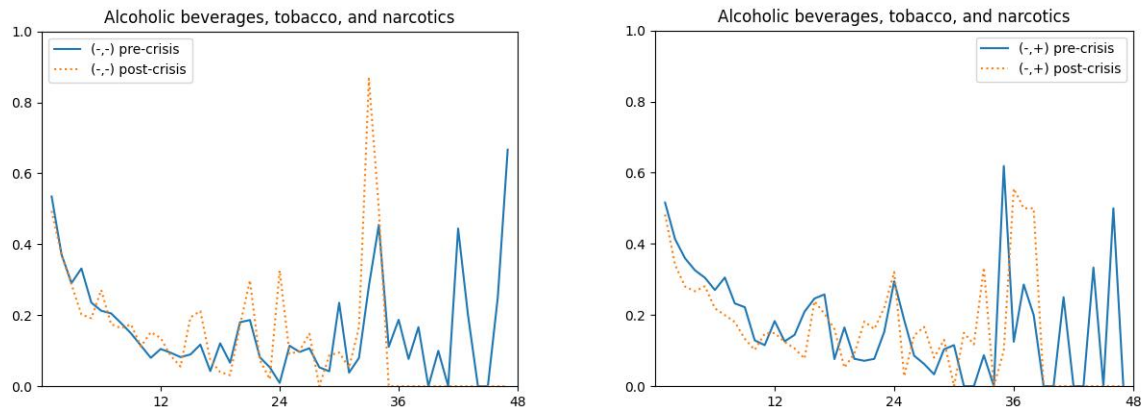 Alcoholic beverages, tobacco, and narcotics
1.0
(-,-) pre-crisis
(-,-) post-crisis
0.8
0.6
0.4
0.2
0.0
12 24 36 48
Alcoholic beverages, tobacco, and narcotics
1.0
(-,+) pre-crisis
(-,+) post-crisis
0.8
0.6
0.4
0.2
0.0
12 24 36 48